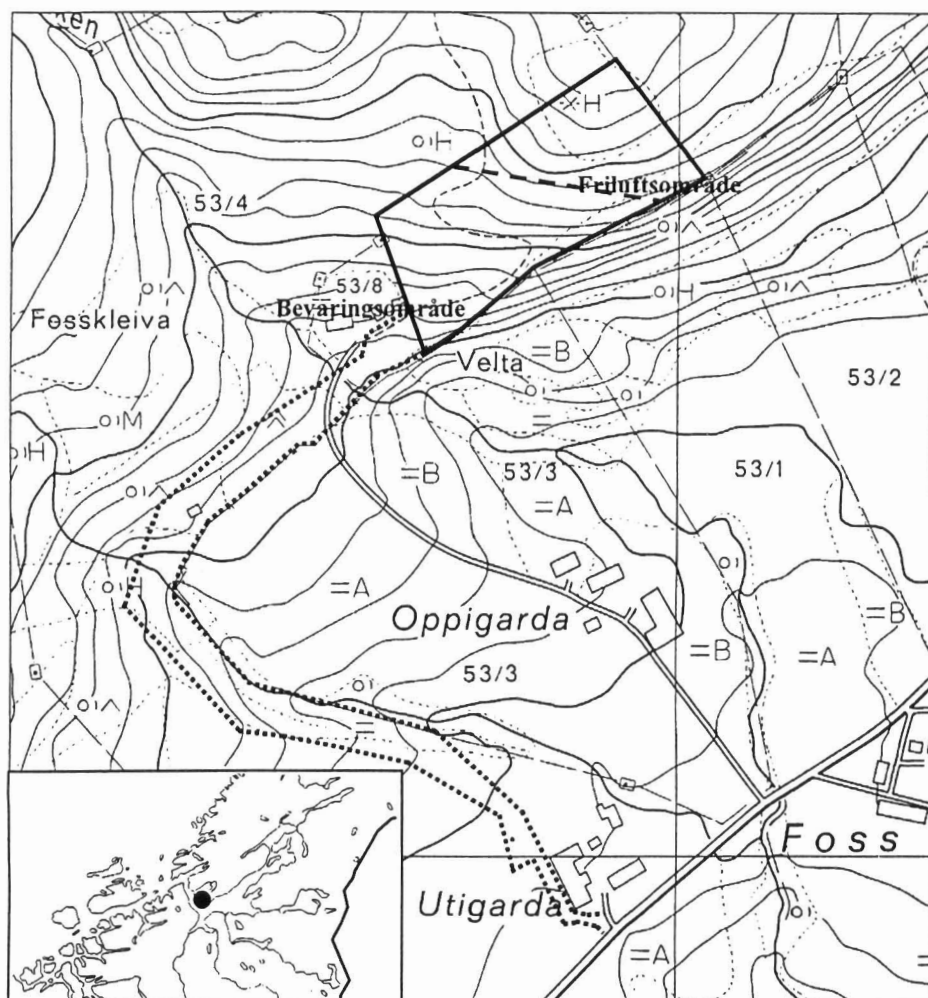 H
H
Friluftsområde
53/4
H
53/8
Bevaringsområde
Fosskleiva
Velta
=B
53/2
M
H
=B
53/3
53/1
=A
H
=A
Oppigarda
=B
=A
=B
53/3
Foss
Utigarda
=A